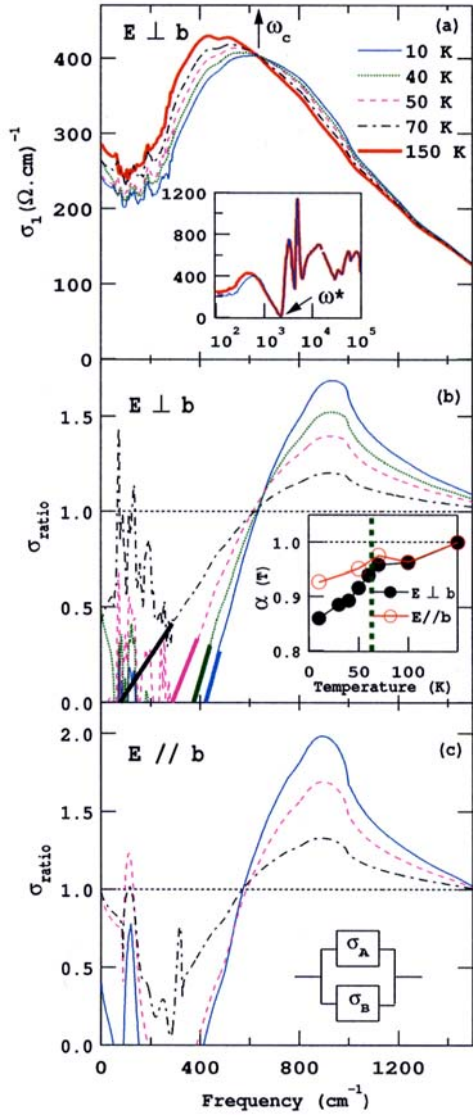 E ⊥ b
ω_c
(a)
10 K
40 K
50 K
70 K
150 K
400
300
200
100
0
σ₁(Ω.cm)⁻¹
1200
800
400
0
ω*
10² 10³ 10⁴ 10⁵
E ⊥ b
(b)
1.5
1.0
0.5
0.0
σ_ratio
1.0
0.9
0.8
α (T)
E ⊥ b
E//b
0 50 100 150
Temperature (K)
E // b
(c)
2.0
1.5
1.0
0.5
0.0
σ_ratio
σ_A
σ_B
0 400 800 1200
Frequency (cm⁻¹)